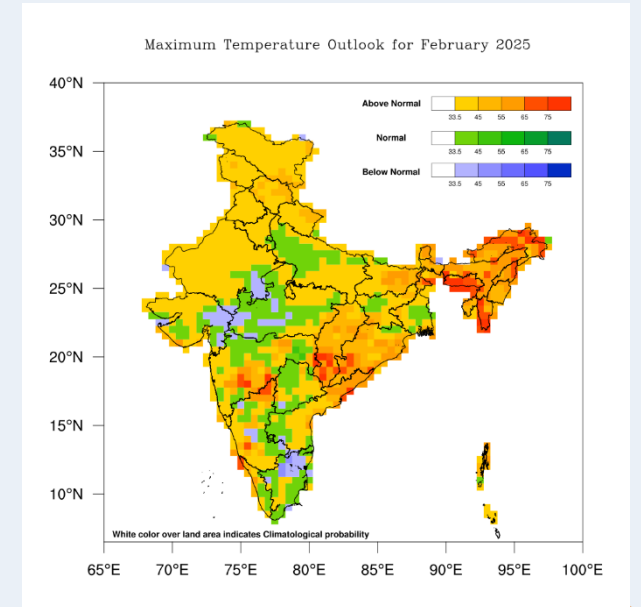 Maximum Temperature Outlook for February 2025
40°N
Above Normal
33.5 45 55 65 75
Normal
33.5 45 55 65 75
Below Normal
33.5 45 55 65 75
35°N
30°N
25°N
20°N
15°N
10°N
White color over land area indicates Climatological probability
65°E 70°E 75°E 80°E 85°E 90°E 95°E 100°E